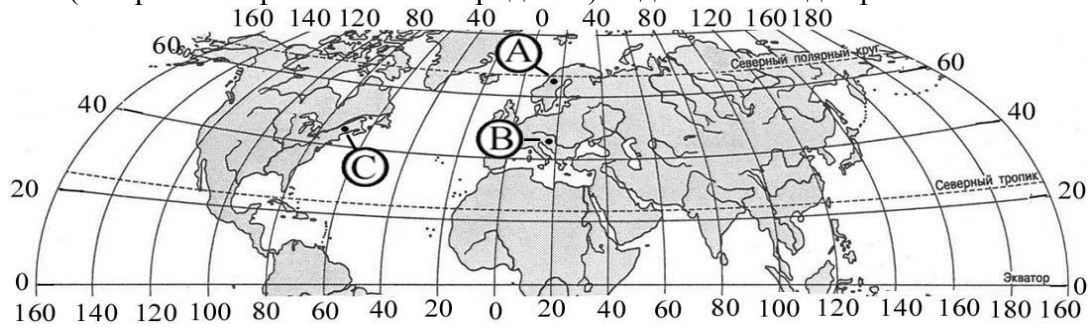 160 120 80 40 0 40 80 120 160 180
60 60 Северный полярный круг 60
A
40 B 40
C
20 Северный тропик 20
0 Экватор 0
160 140 120 100 80 60 40 20 0 20 40 60 80 100 120 140 160 180 160